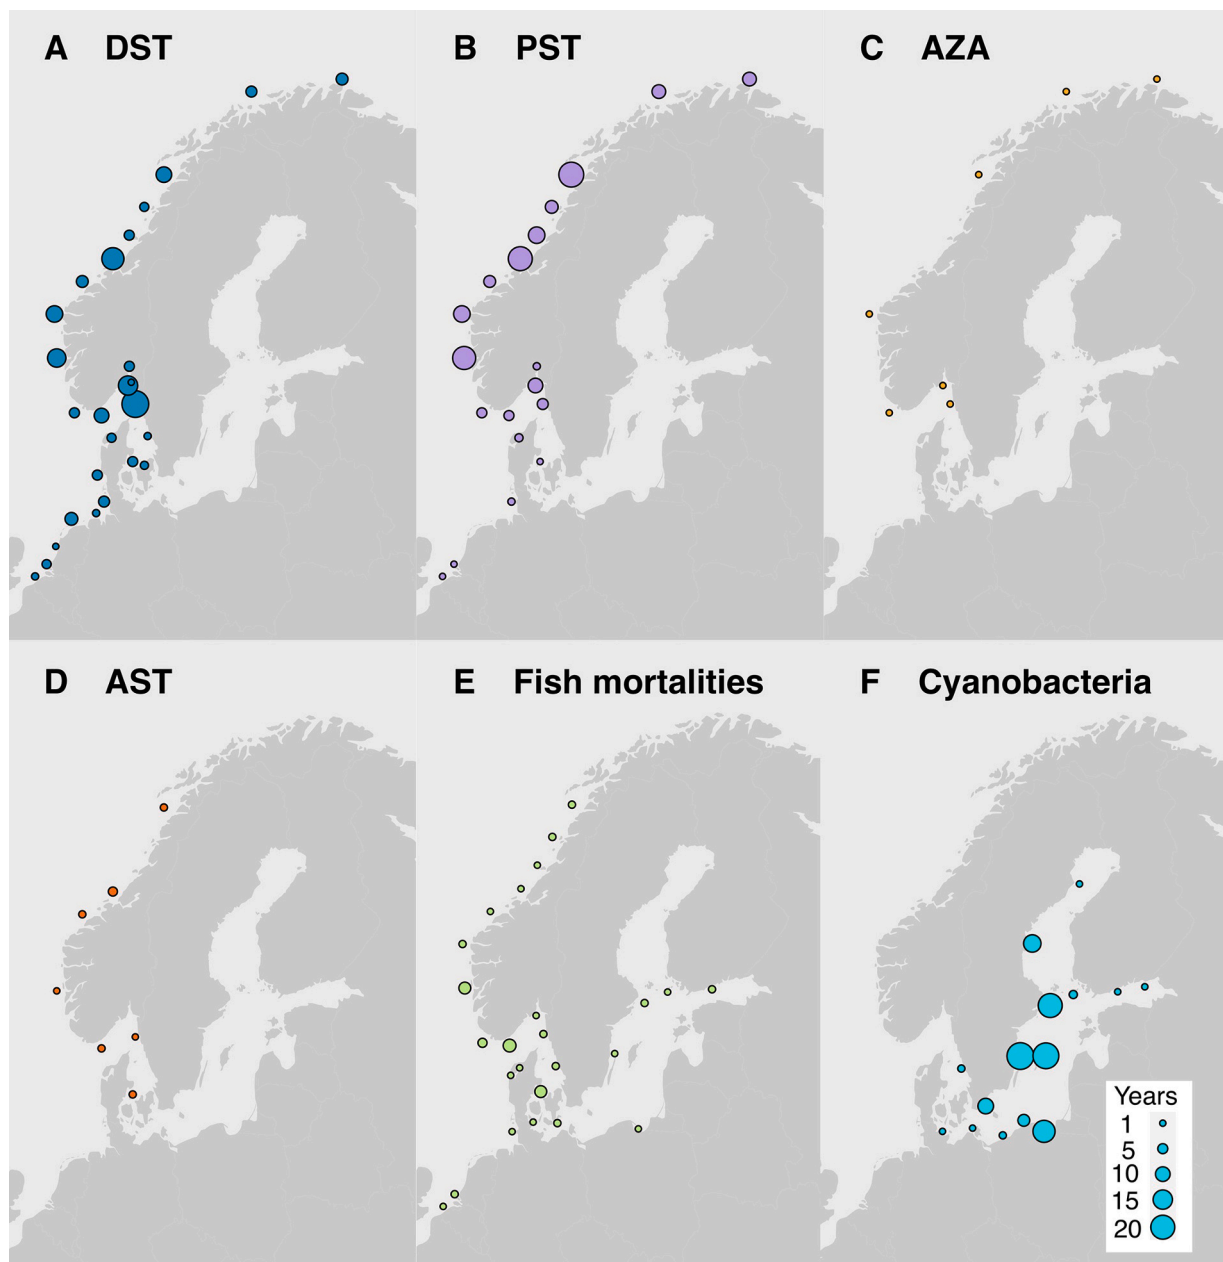 A DST
B PST
C AZA
D AST
E Fish mortalities
F Cyanobacteria
Years
1
5
10
15
20